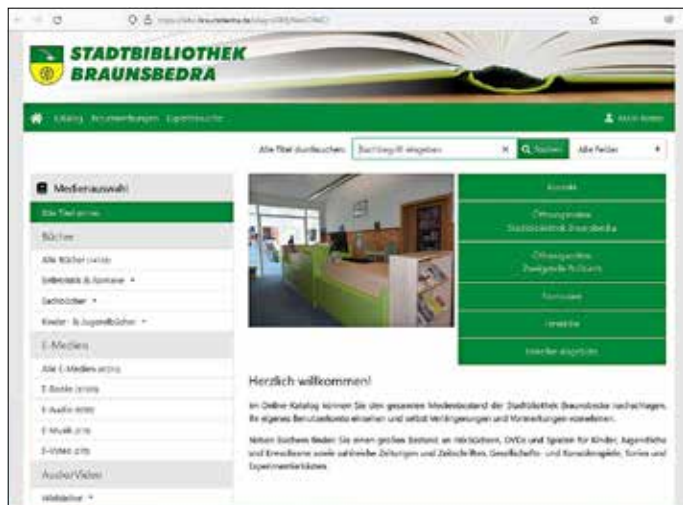 STADTBIBLIOTHEK
BRAUNSBEDRA
Katalog Neuerwerbungen Expertensuche
Mein Konto
Alle Titel durchsuchen: Suchbegriff eingeben × Suchen Alle Felder
Medienauswahl
Alle Titel
Bücher
Alle Bücher
Belletristik & Romane
Sachbücher
Kinder- & Jugendbücher
E-Medien
Alle E-Medien
E-Books
E-Audio
E-Musik
E-Video
Audio/Video
Hörbücher
Kontakt
Öffnungszeiten
Stadtbibliothek Braunsbedra
Öffnungszeiten
Zweigstelle
Formulare
Fernleihe
Herzlich willkommen!
Im Online-Katalog können Sie den gesamten Medienbestand der Stadtbibliothek Braunsbedra nachschlagen,
Ihr eigenes Benutzerkonto einsehen und selbst Verlängerungen und Vormerkungen vornehmen.
Neben Büchern finden Sie einen großen Bestand an Hörbüchern, DVDs und Spielen für Kinder, Jugendliche
und Erwachsene sowie zahlreiche Zeitungen und Zeitschriften, Gesellschafts- und Konsolenspiele, Tonies und
Experimentierkästen.